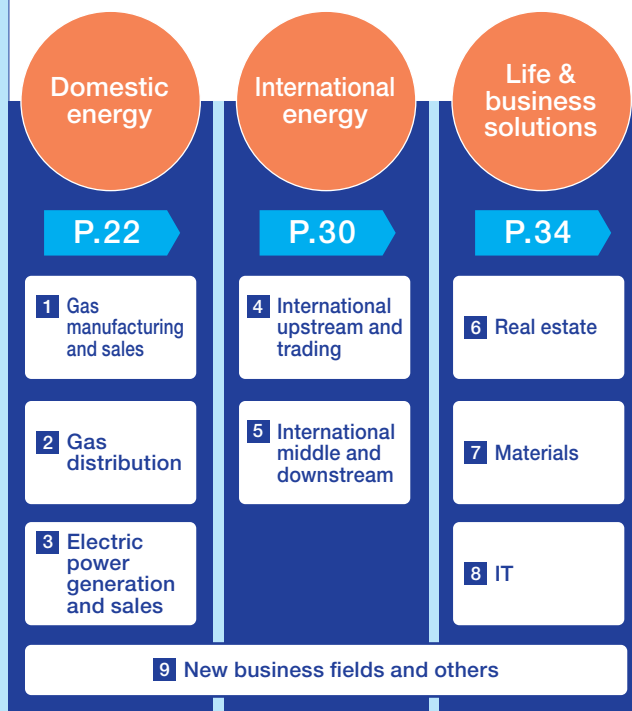 Domestic
energy
P.22
1 Gas
manufacturing
and sales
2 Gas
distribution
3 Electric
power
generation
and sales
International
energy
P.30
4 International
upstream and
trading
5 International
middle and
downstream
Life &
business
solutions
P.34
6 Real estate
7 Materials
8 IT
9 New business fields and others